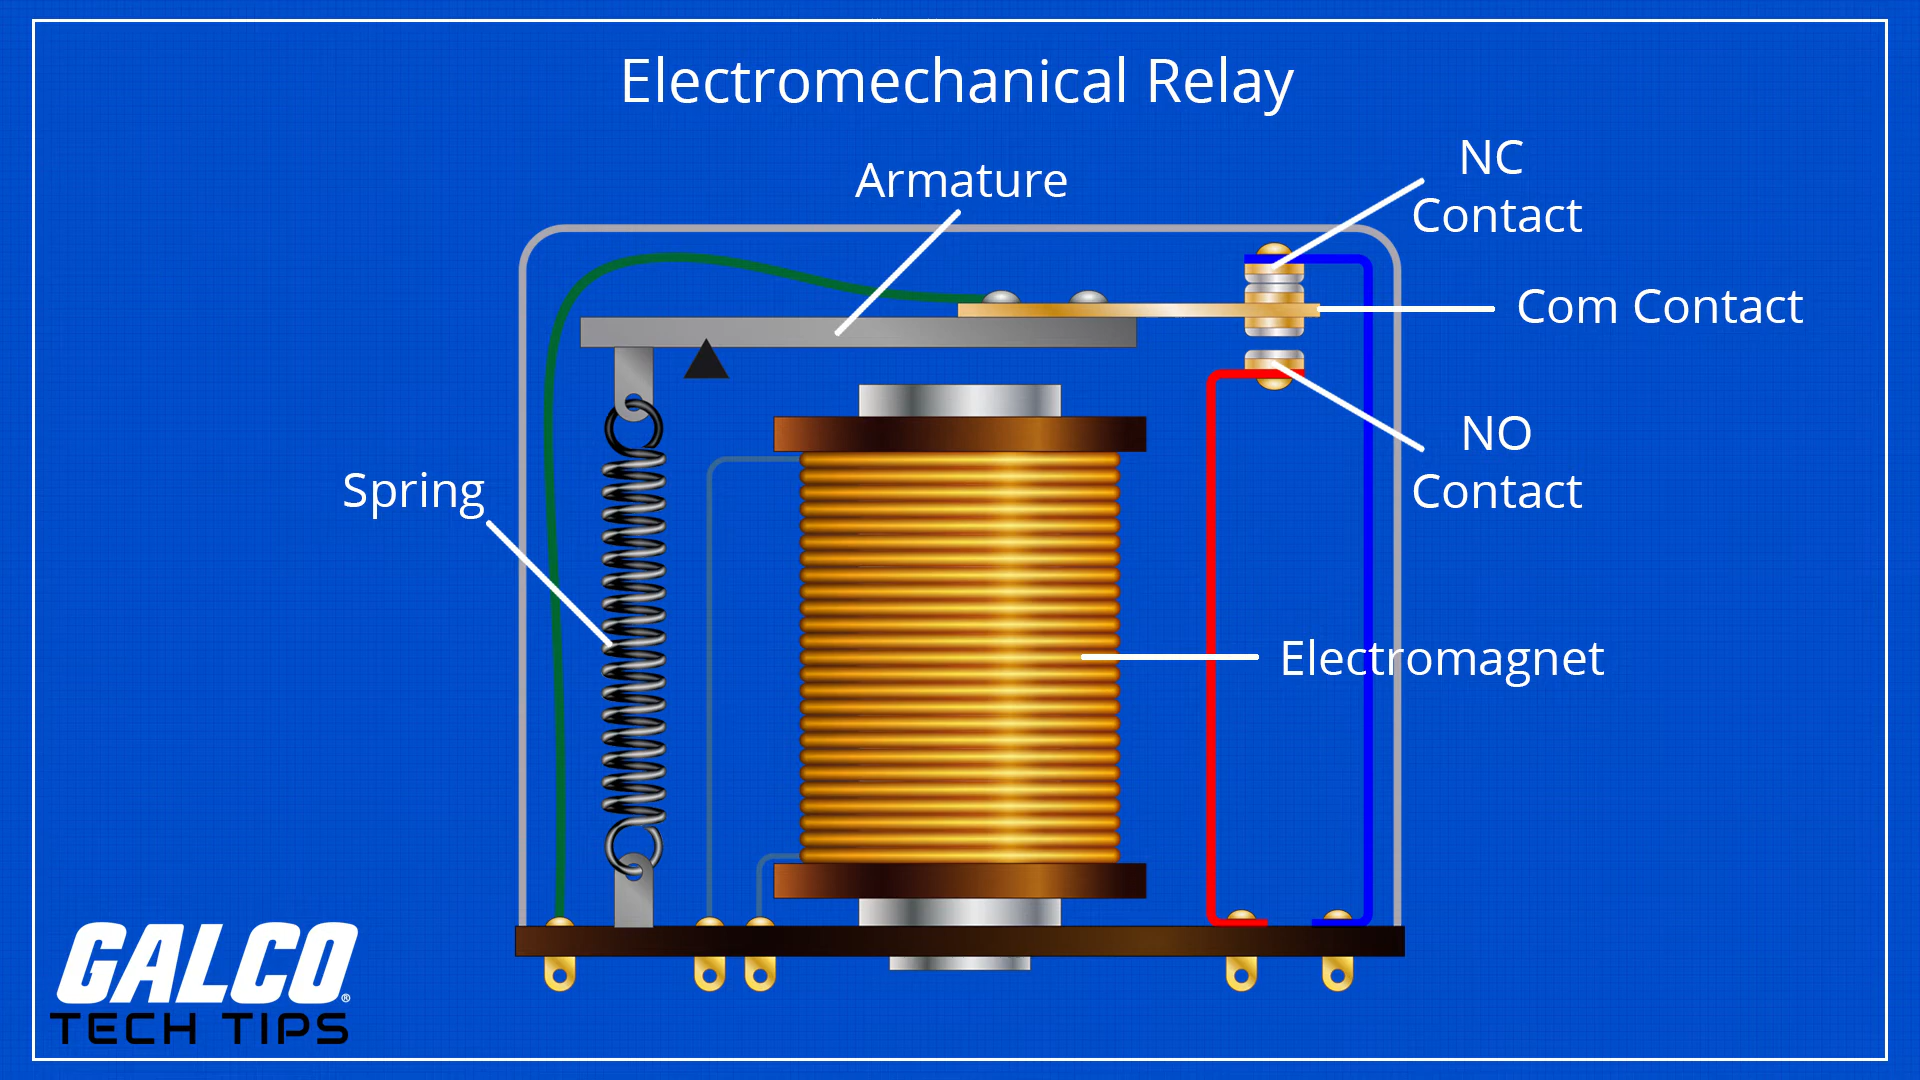 Electromechanical Relay
Armature
NC
Contact
Com Contact
NO
Contact
Spring
Electromagnet
GALCO®
TECH TIPS